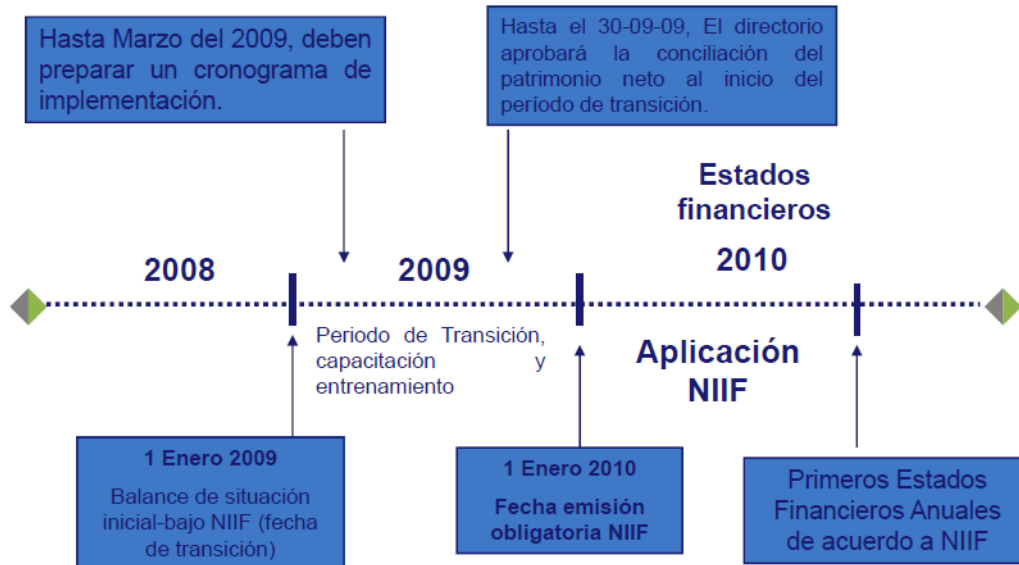 Hasta Marzo del 2009, deben
preparar un cronograma de
implementación.
Hasta el 30-09-09, El directorio
aprobará la conciliación del
patrimonio neto al inicio del
período de transición.
Estados
financieros
2008
2009
2010
Periodo de Transición,
capacitación y
entrenamiento
Aplicación
NIIF
1 Enero 2009
Balance de situación
inicial-bajo NIIF (fecha
de transición)
1 Enero 2010
Fecha emisión
obligatoria NIIF
Primeros Estados
Financieros Anuales
de acuerdo a NIIF